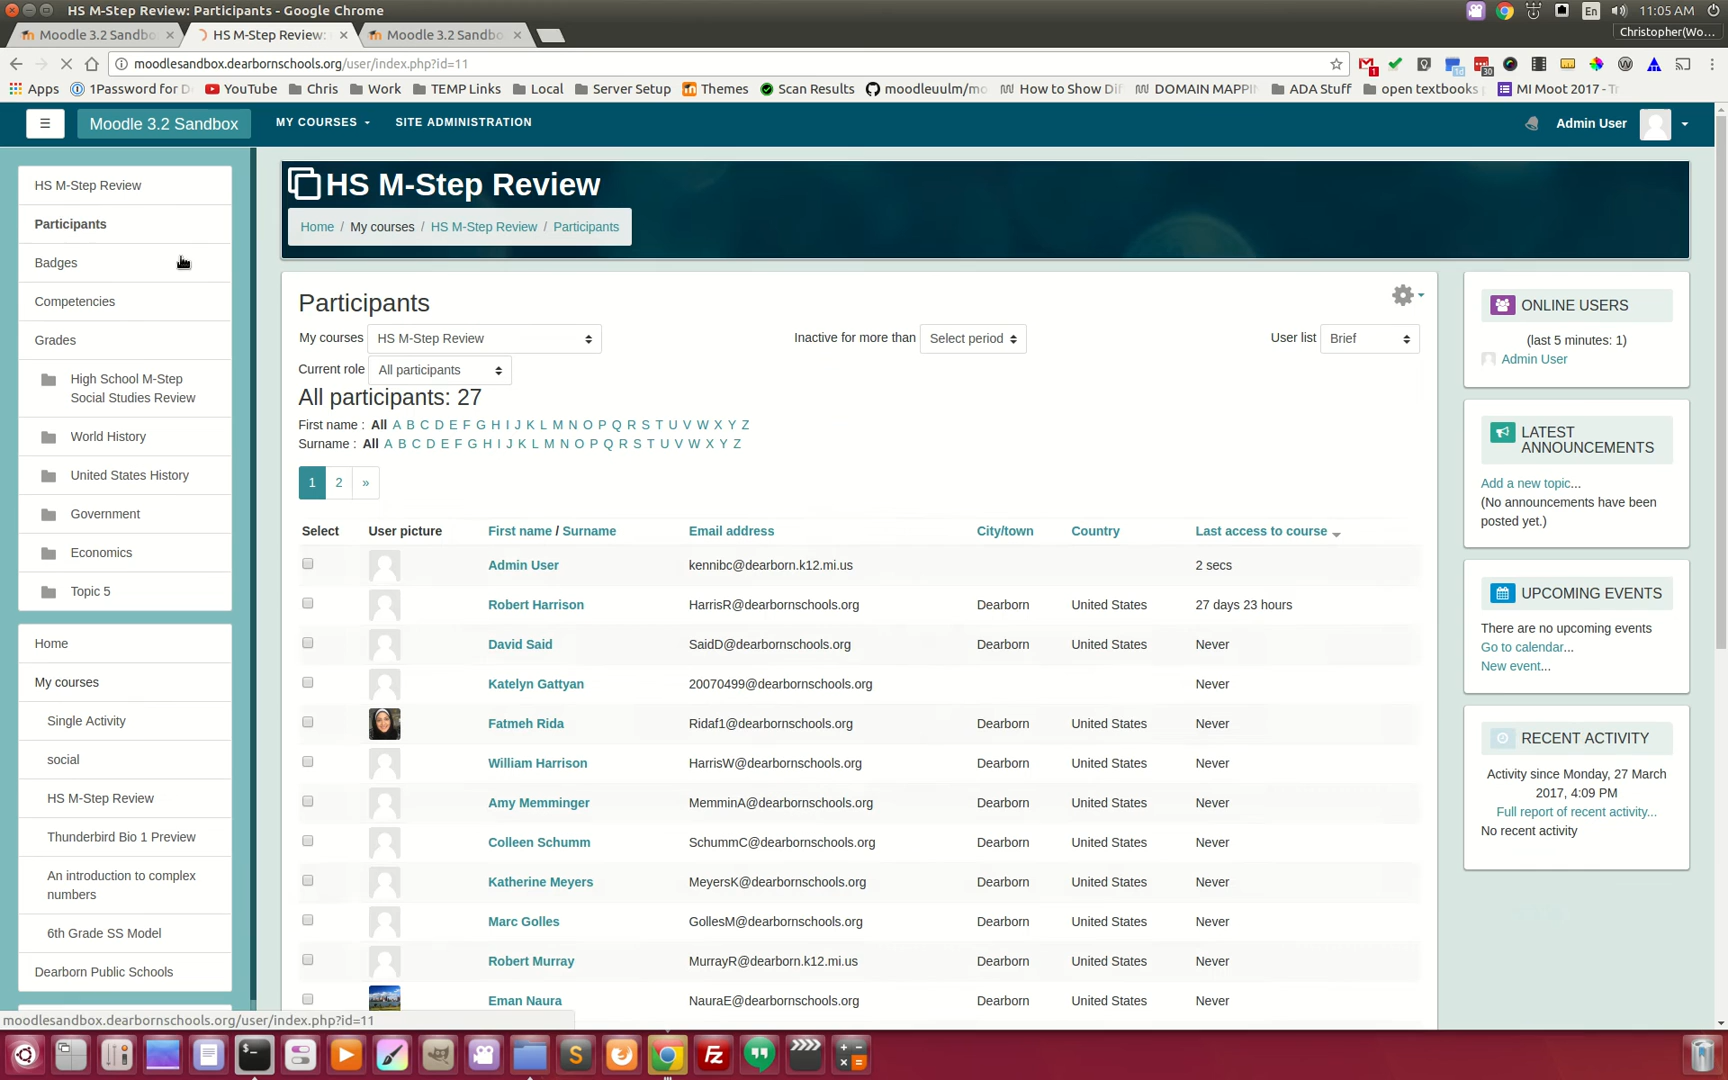 HS M-Step Review: Participants - Google Chrome
En
11:05 AM
Moodle 3.2 Sandbo
HS M-Step Review:
Moodle 3.2 Sandb
Christopher(Wo...
moodlesandbox.dearbornschools.org/user/index.php?id=11
Apps
1Password for D
YouTube
Chris
Work
TEMP Links
Local
Server Setup
Themes
Scan Results
moodleuulm/mo
How to Show Dif
DOMAIN MAPPIN
ADA Stuff
open textbooks
MI Moot 2017 - Tr
Moodle 3.2 Sandbox
MY COURSES
SITE ADMINISTRATION
Admin User
HS M-Step Review
Participants
Badges
Competencies
Grades
High School M-Step
Social Studies Review
World History
United States History
Government
Economics
Topic 5
Home
My courses
Single Activity
social
HS M-Step Review
Thunderbird Bio 1 Preview
An introduction to complex
numbers
6th Grade SS Model
Dearborn Public Schools
HS M-Step Review
Home / My courses / HS M-Step Review / Participants
Participants
My courses HS M-Step Review
Inactive for more than Select period
User list Brief
Current role All participants
All participants: 27
First name : All A B C D E F G H I J K L M N O P Q R S T U V W X Y Z
Surname : All A B C D E F G H I J K L M N O P Q R S T U V W X Y Z
1 2 »
Select User picture First name / Surname Email address City/town Country Last access to course
Admin User kennibc@dearborn.k12.mi.us 2 secs
Robert Harrison HarrisR@dearbornschools.org Dearborn United States 27 days 23 hours
David Said SaidD@dearbornschools.org Dearborn United States Never
Katelyn Gattyan 20070499@dearbornschools.org Never
Fatmeh Rida Ridaf1@dearbornschools.org Dearborn United States Never
William Harrison HarrisW@dearbornschools.org Dearborn United States Never
Amy Memminger MemminA@dearbornschools.org Dearborn United States Never
Colleen Schumm SchummC@dearbornschools.org Dearborn United States Never
Katherine Meyers MeyersK@dearbornschools.org Dearborn United States Never
Marc Golles GollesM@dearbornschools.org Dearborn United States Never
Robert Murray MurrayR@dearborn.k12.mi.us Dearborn United States Never
Eman Naura NauraE@dearbornschools.org Dearborn United States Never
ONLINE USERS
(last 5 minutes: 1)
Admin User
LATEST
ANNOUNCEMENTS
Add a new topic...
(No announcements have been
posted yet.)
UPCOMING EVENTS
There are no upcoming events
Go to calendar...
New event...
RECENT ACTIVITY
Activity since Monday, 27 March
2017, 4:09 PM
Full report of recent activity...
No recent activity
moodlesandbox.dearbornschools.org/user/index.php?id=11